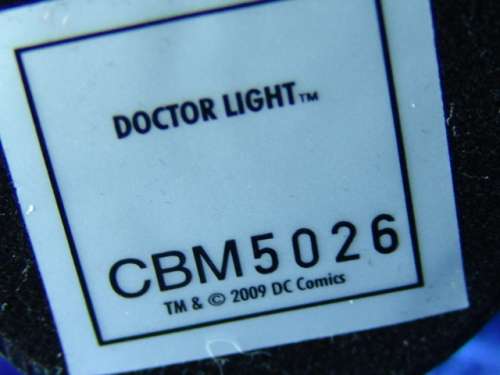 DOCTOR LIGHT™
CBM5026
TM & © 2009 DC Comics